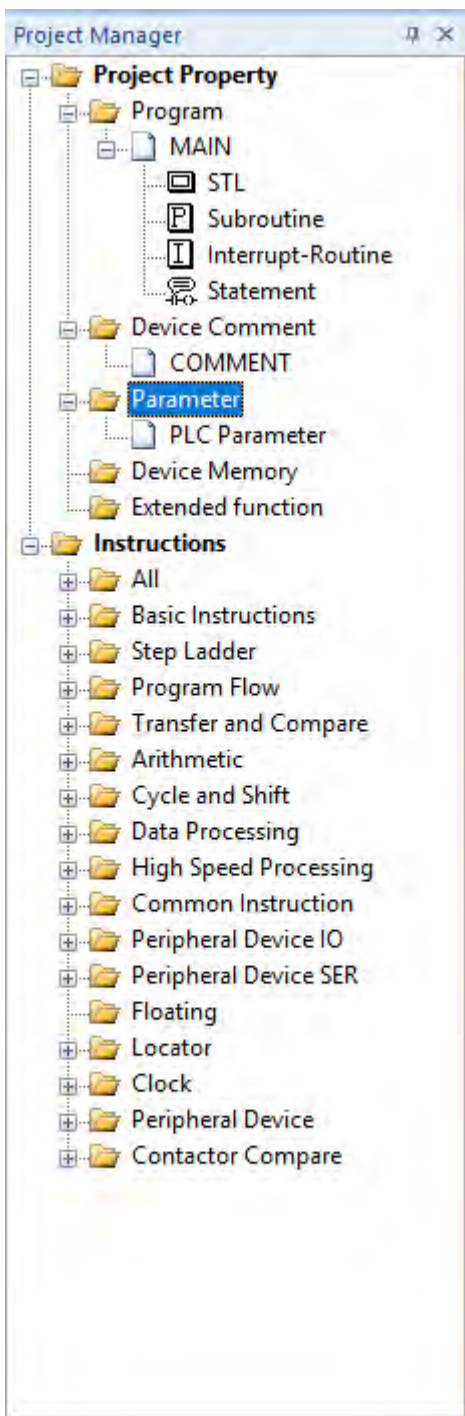 Project Manager
Project Property
Program
MAIN
STL
P Subroutine
I Interrupt-Routine
Statement
Device Comment
COMMENT
Parameter
PLC Parameter
Device Memory
Extended function
Instructions
All
Basic Instructions
Step Ladder
Program Flow
Transfer and Compare
Arithmetic
Cycle and Shift
Data Processing
High Speed Processing
Common Instruction
Peripheral Device IO
Peripheral Device SER
Floating
Locator
Clock
Peripheral Device
Contactor Compare